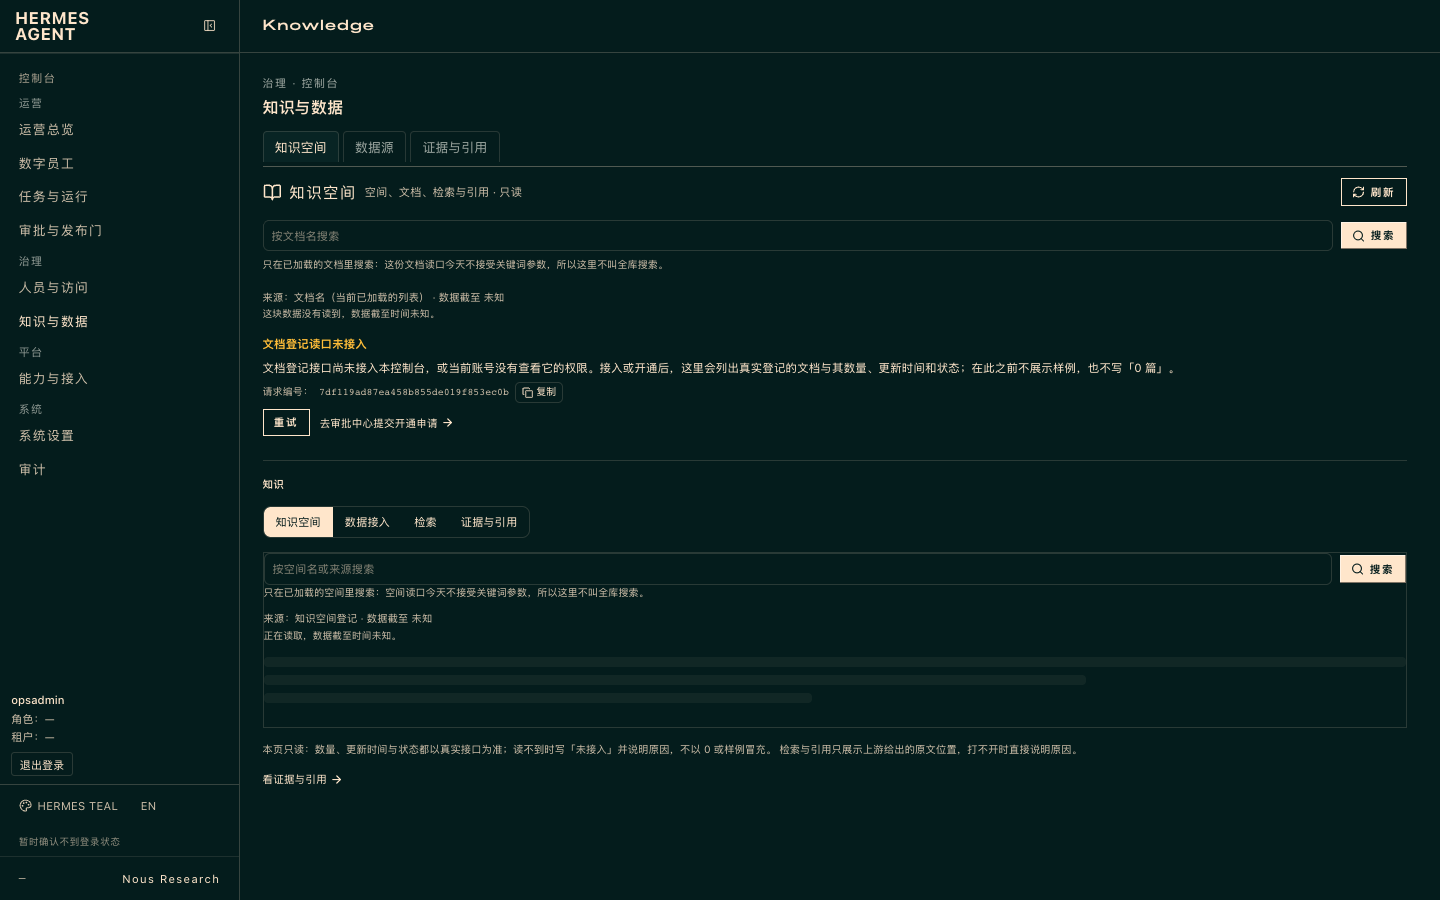 HERMES
AGENT
控制台
运营
运营总览
数字员工
任务与运行
审批与发布门
治理
人员与访问
知识与数据
平台
能力与接入
系统
系统设置
审计
opsadmin
角色： —
租户： —
退出登录
HERMES TEAL EN
暂时确认不到登录状态
— Nous Research
Knowledge
治理 · 控制台
知识与数据
知识空间 数据源 证据与引用
知识空间 空间、文档、检索与引用 · 只读 刷新
按文档名搜索 搜索
只在已加载的文档里搜索：这份文档读口今天不接受关键词参数，所以这里不叫全库搜索。
来源：文档名（当前已加载的列表） · 数据截至 未知
这块数据没有读到，数据截至时间未知。
文档登记读口未接入
文档登记接口尚未接入本控制台，或当前账号没有查看它的权限。接入或开通后，这里会列出真实登记的文档与其数量、更新时间和状态；在此之前不展示样例，也不写「0 篇」。
请求编号： 7df119ad87ea458b855de019f853ec0b 复制
重试 去审批中心提交开通申请 →
知识
知识空间 数据接入 检索 证据与引用
按空间名或来源搜索 搜索
只在已加载的空间里搜索：空间读口今天不接受关键词参数，所以这里不叫全库搜索。
来源：知识空间登记 · 数据截至 未知
正在读取，数据截至时间未知。
本页只读：数量、更新时间与状态都以真实接口为准；读不到时写「未接入」并说明原因，不以 0 或样例冒充。 检索与引用只展示上游给出的原文位置，打不开时直接说明原因。
看证据与引用 →